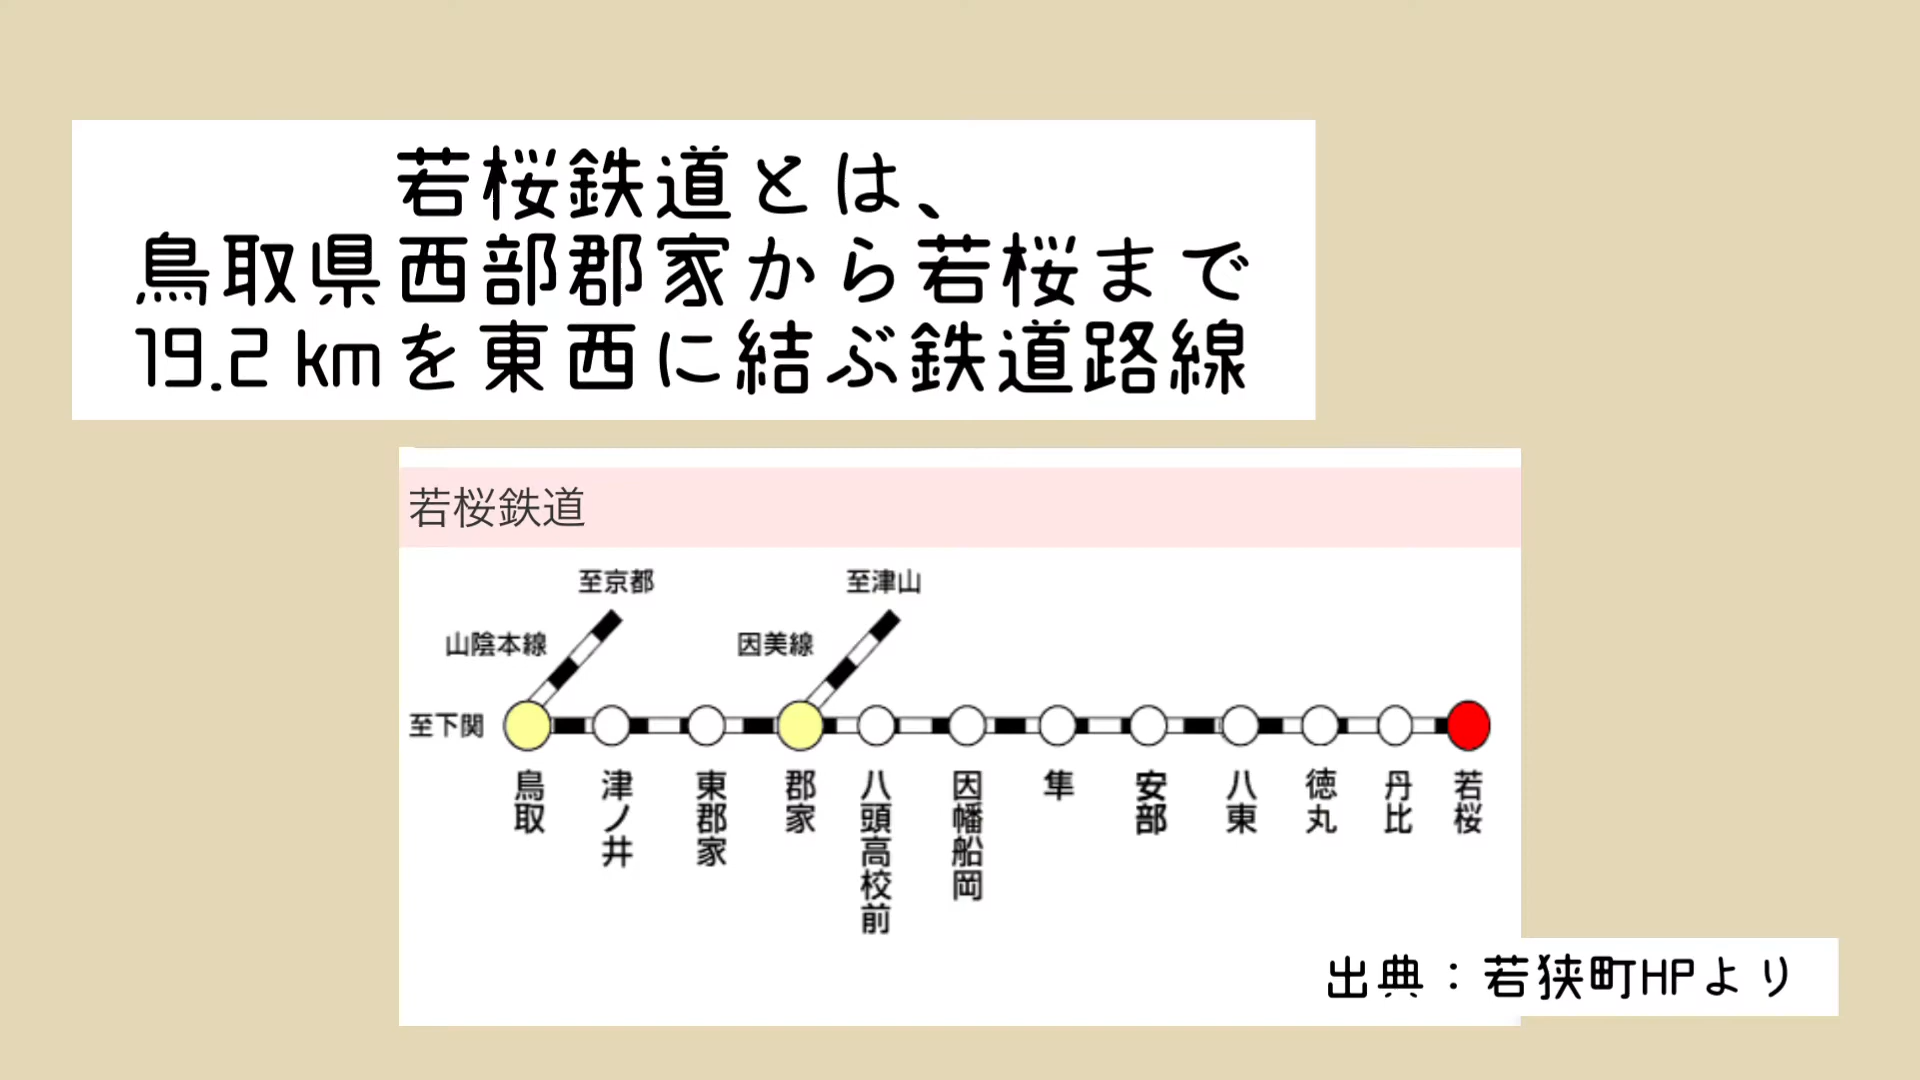 若桜鉄道とは、
鳥取県西部郡家から若桜まで
19.2kmを東西に結ぶ鉄道路線
若桜鉄道
至京都
至津山
山陰本線
因美線
至下関
鳥取
津ノ井
東郡家
郡家
八頭高校前
因幡船岡
隼
安部
八東
徳丸
丹比
若桜
出典：若狭町HPより